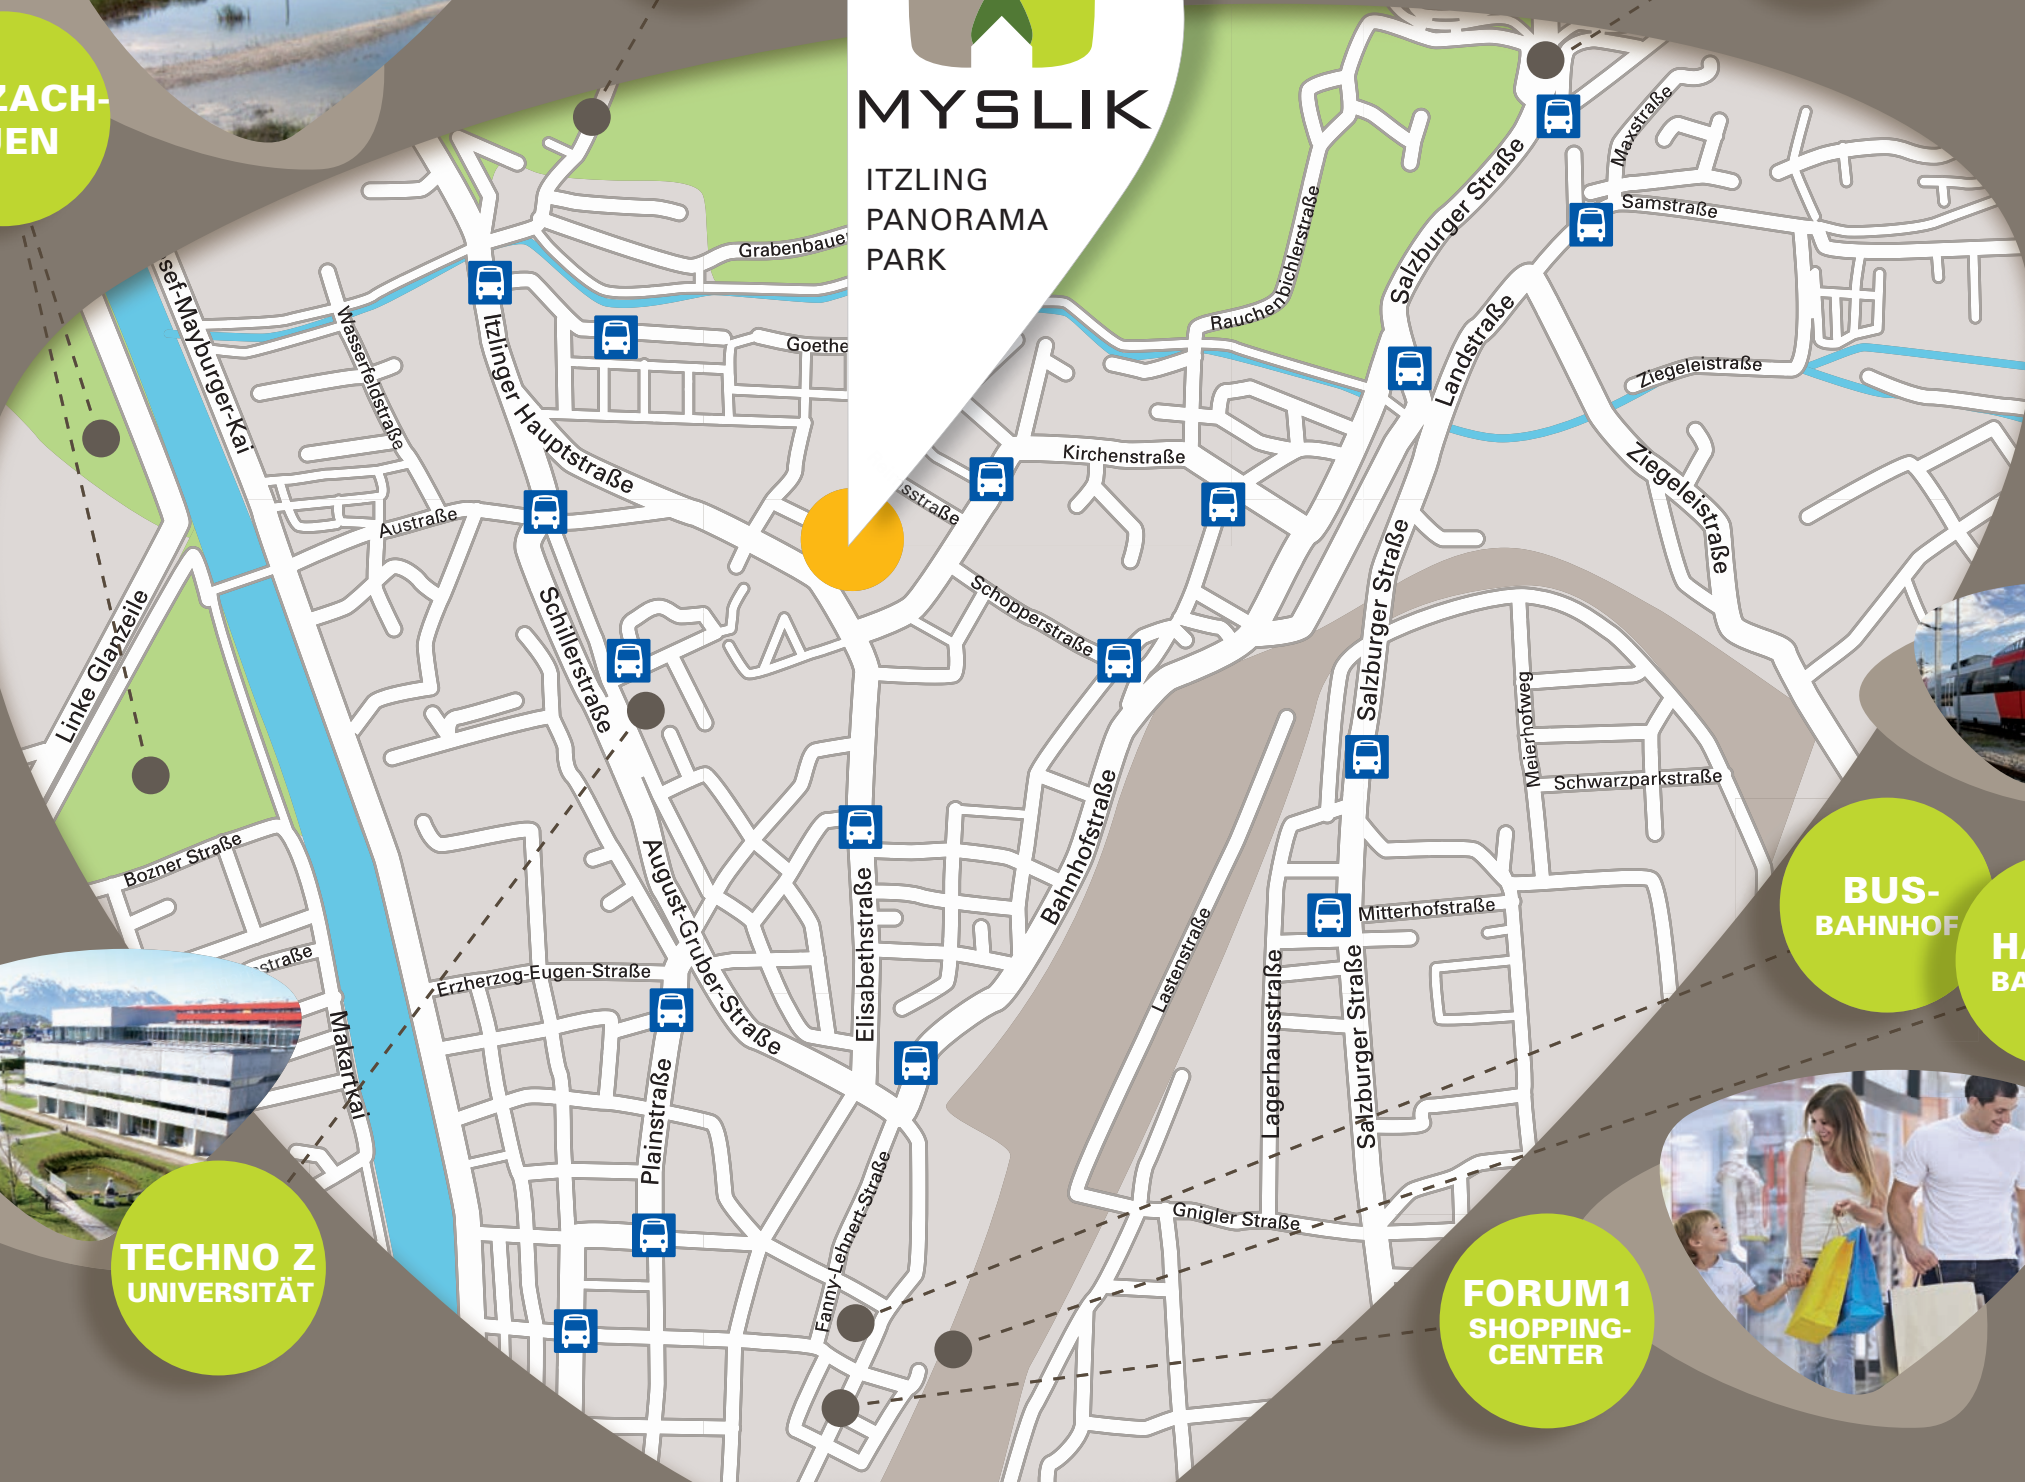 ZACH-
UEN
MYSLIK
ITZLING
PANORAMA
PARK
Grabenbauer
Goethe
Rauchenbichlerstraße
Salzburger Straße
Maxstraße
Samstraße
Landstraße
Ziegeleistraße
Ziegeleistraße
sef-Mayburger-Kai
Wasserfeldstraße
Itzlinger Hauptstraße
Kirchenstraße
sstraße
Austraße
Schopperstraße
Salzburger Straße
Linke Glanzeile
Schillerstraße
Meierhofweg
Schwarzparkstraße
Bahnhofstraße
Bozner Straße
August-Gruber-Straße
Elisabethstraße
Mitterhofstraße
Lastenstraße
Lagerhausstraße
Salzburger Straße
straße
Erzherzog-Eugen-Straße
Makartkai
Plainstraße
Fanny-Lehnert-Straße
Gnigler Straße
BUS-
BAHNHOF
HA
BA
TECHNO Z
UNIVERSITÄT
FORUM1
SHOPPING-
CENTER